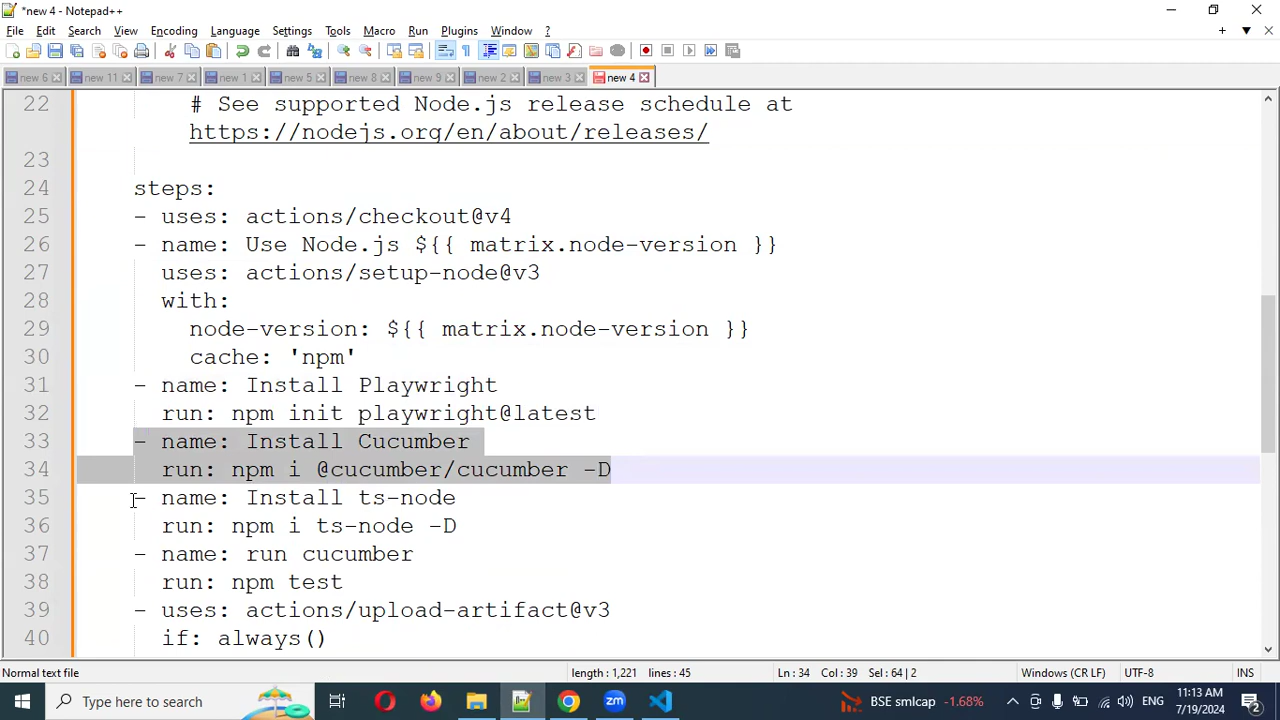 *new 4 - Notepad++
File Edit Search View Encoding Language Settings Tools Macro Run Plugins Window ?
new 6 new 11 new 7 new 1 new 5 new 8 new 9 new 2 new 3 new 4
22 # See supported Node.js release schedule at
https://nodejs.org/en/about/releases/
23
24 steps:
25 - uses: actions/checkout@v4
26 - name: Use Node.js ${{ matrix.node-version }}
27 uses: actions/setup-node@v3
28 with:
29 node-version: ${{ matrix.node-version }}
30 cache: 'npm'
31 - name: Install Playwright
32 run: npm init playwright@latest
33 - name: Install Cucumber
34 run: npm i @cucumber/cucumber -D
35 - name: Install ts-node
36 run: npm i ts-node -D
37 - name: run cucumber
38 run: npm test
39 - uses: actions/upload-artifact@v3
40 if: always()
Normal text file length : 1,221 lines : 45 Ln : 34 Col : 39 Sel : 64 | 2 Windows (CR LF) UTF-8 INS
Type here to search zm BSE smlcap -1.68% ENG 11:13 AM
7/19/2024 2